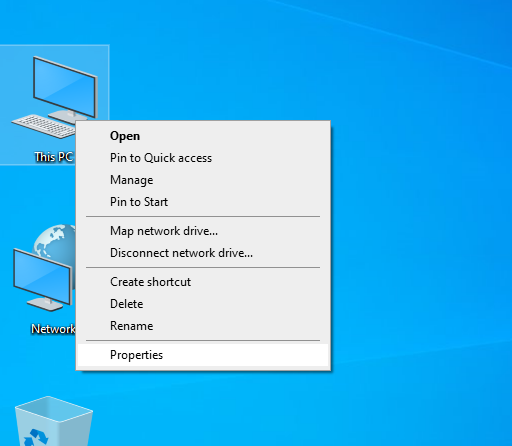 This PC
Open
Pin to Quick access
Manage
Pin to Start
Map network drive...
Disconnect network drive...
Create shortcut
Delete
Rename
Properties
Network